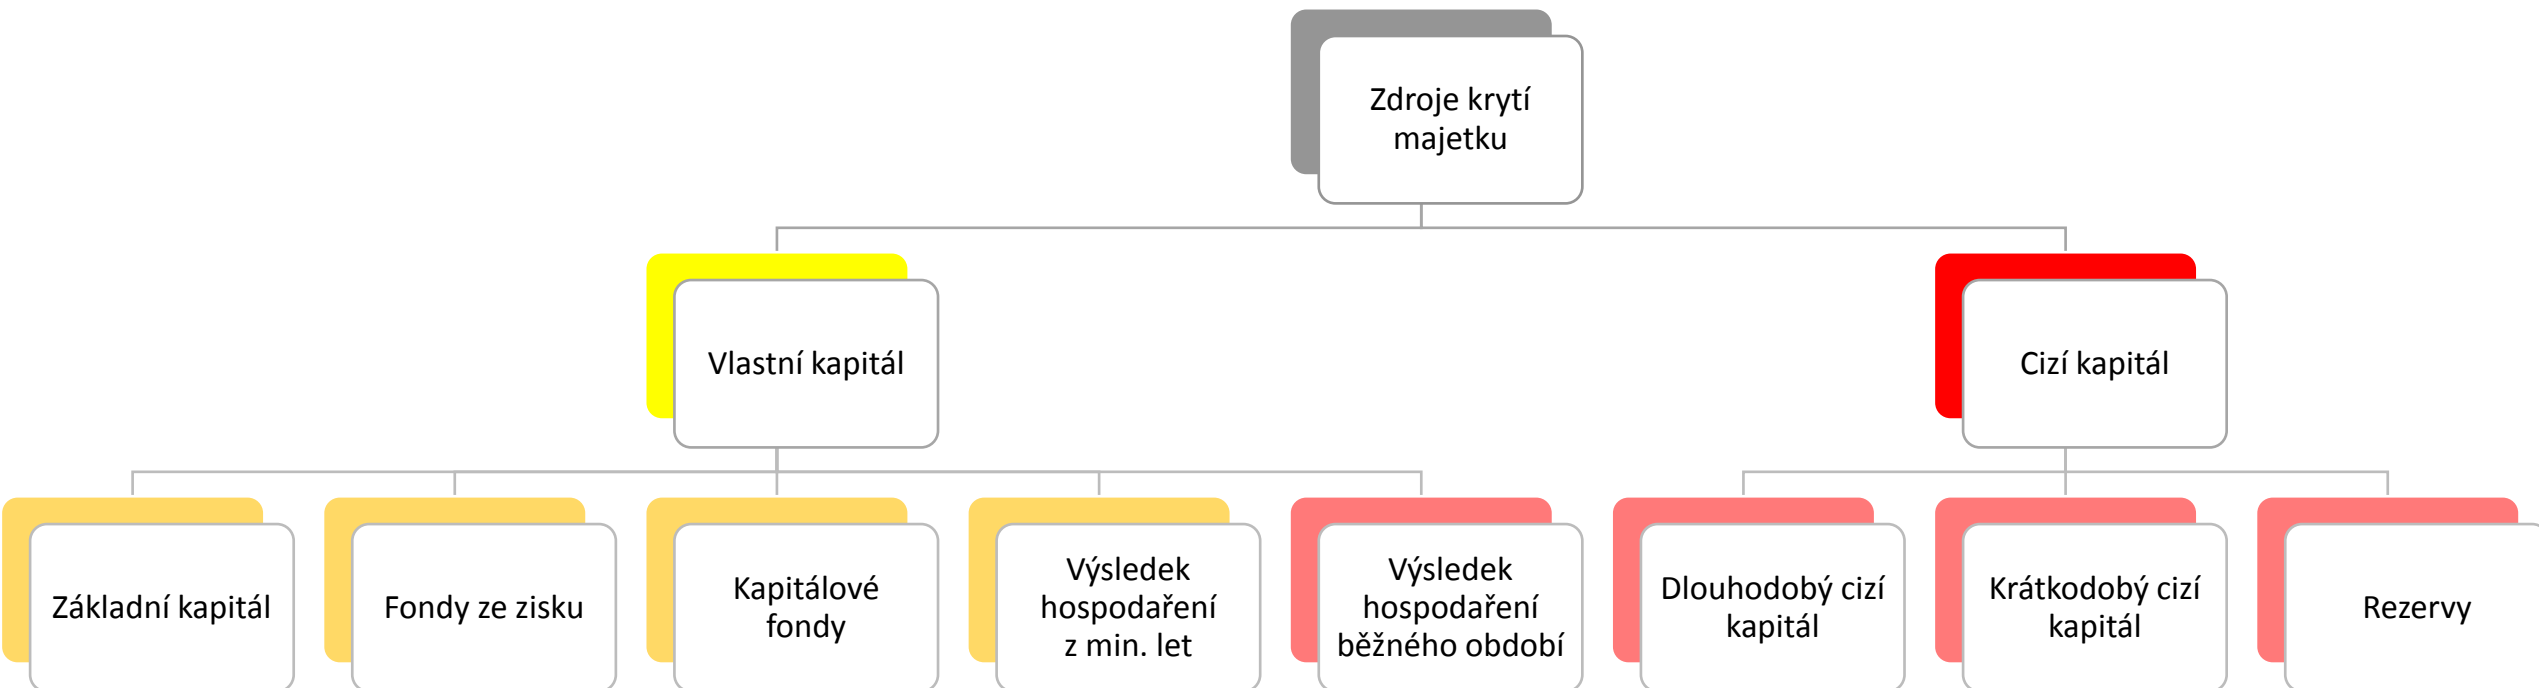 Zdroje krytí
majetku
Vlastní kapitál
Cizí kapitál
Základní kapitál
Fondy ze zisku
Kapitálové
fondy
Výsledek
hospodaření
z min. let
Výsledek
hospodaření
běžného období
Dlouhodobý cizí
kapitál
Krátkodobý cizí
kapitál
Rezervy